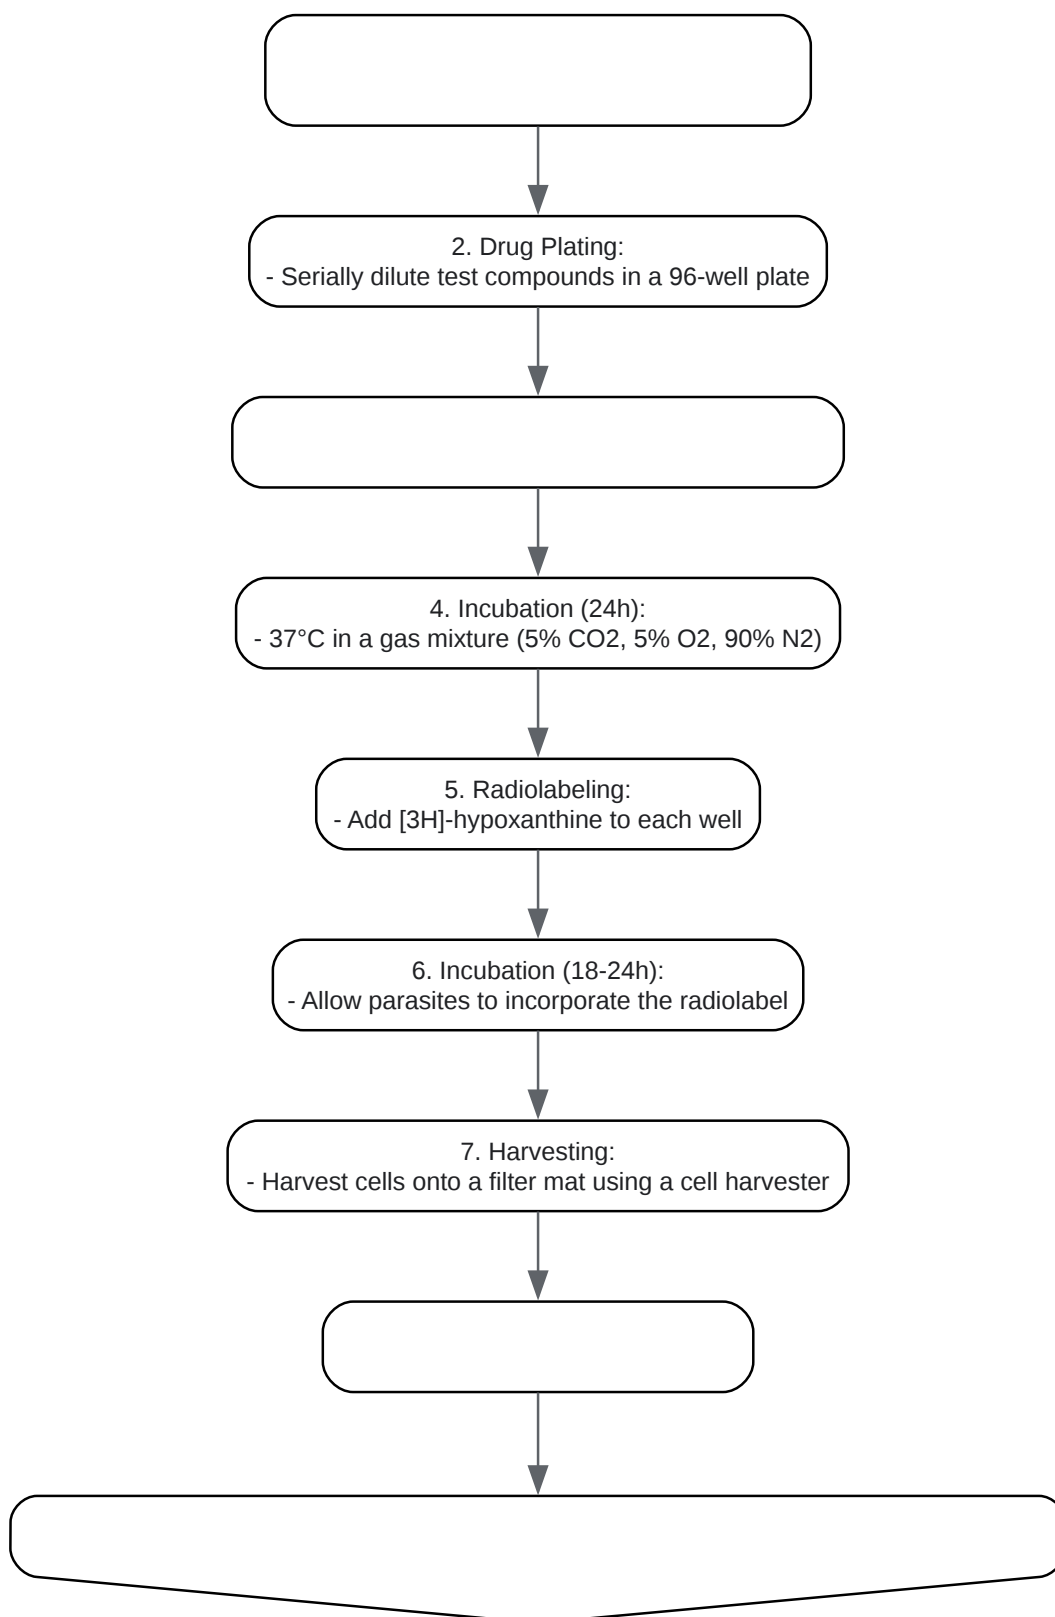 2. Drug Plating:
- Serially dilute test compounds in a 96-well plate
4. Incubation (24h):
- 37°C in a gas mixture (5% CO2, 5% O2, 90% N2)
5. Radiolabeling:
- Add [3H]-hypoxanthine to each well
6. Incubation (18-24h):
- Allow parasites to incorporate the radiolabel
7. Harvesting:
- Harvest cells onto a filter mat using a cell harvester